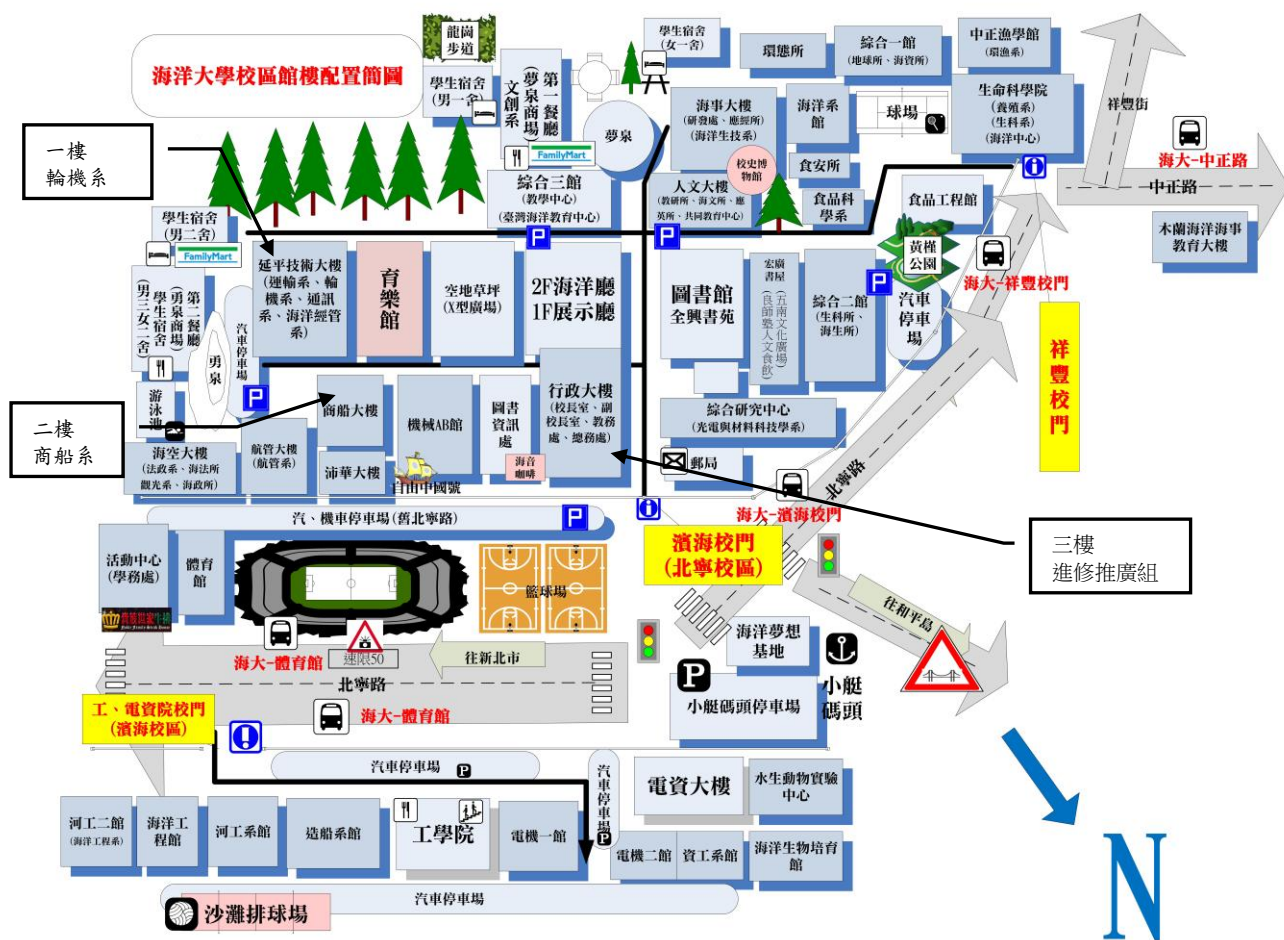 海洋大學校區館樓配置簡圖
龍崗
步道
學生宿舍
(男一舍)
第一餐廳
(夢泉商場)
文創系
FamilyMart
夢泉
學生宿舍
(女一舍)
環態所
綜合一館
(地球所、海資所)
中正漁學館
(環漁系)
生命科學院
(養殖系)
(生科系)
(海洋中心)
祥豐街
海大-中正路
中正路
木蘭海洋海事
教育大樓
海事大樓
(研發處、應經所)
(海洋生技系)
海洋系
館
球場
校史博
物館
食安所
人文大樓
(教研所、海文所、應
英所、共同教育中心)
食品科
學系
食品工程館
黃槿
公園
海大-祥豐校門
一樓
輪機系
綜合三館
(教學中心)
(臺灣海洋教育中心)
P
P
學生宿舍
(男二舍)
FamilyMart
延平技術大樓
(運輸系、輪
機系、通訊
系、海洋經管
系)
育
樂
館
空地草坪
(X型廣場)
2F海洋廳
1F展示廳
圖書館
全興書苑
宏廣
書屋
(五南文化廣場)
(良師塾人文食飲)
綜合二館
(生科所、
海生所)
P
汽車
停車
場
祥豐校門
第二餐廳
(勇泉商場)
學生宿舍
(男三女二舍)
勇泉
汽車停車場
P
游泳池
二樓
商船系
商船大樓
機械AB館
圖書
資訊
處
海音
咖啡
行政大樓
(校長室、副
校長室、教務
處、總務處)
綜合研究中心
(光電與材料科技學系)
郵局
海空大樓
(法政系、海法所
觀光系、海政所)
航管大樓
(航管系)
沛華大樓
自由中國號
北寧路
海大-濱海校門
汽、機車停車場(舊北寧路)
P
濱海校門
(北寧校區)
三樓
進修推廣組
活動中心
(學務處)
體育
館
貴族世家牛排
籃球場
往和平島
海大-體育館
速限50
往新北市
北寧路
海大-體育館
海洋夢想
基地
P
小艇碼頭停車場
小艇
碼頭
工、電資院校門
(濱海校區)
汽車停車場
P
汽車停車場
P
電資大樓
水生動物實驗
中心
河工二館
(海洋工程系)
海洋工
程館
河工系館
造船系館
工學院
電機一館
電機二館
資工系館
海洋生物培育
館
汽車停車場
沙灘排球場
N